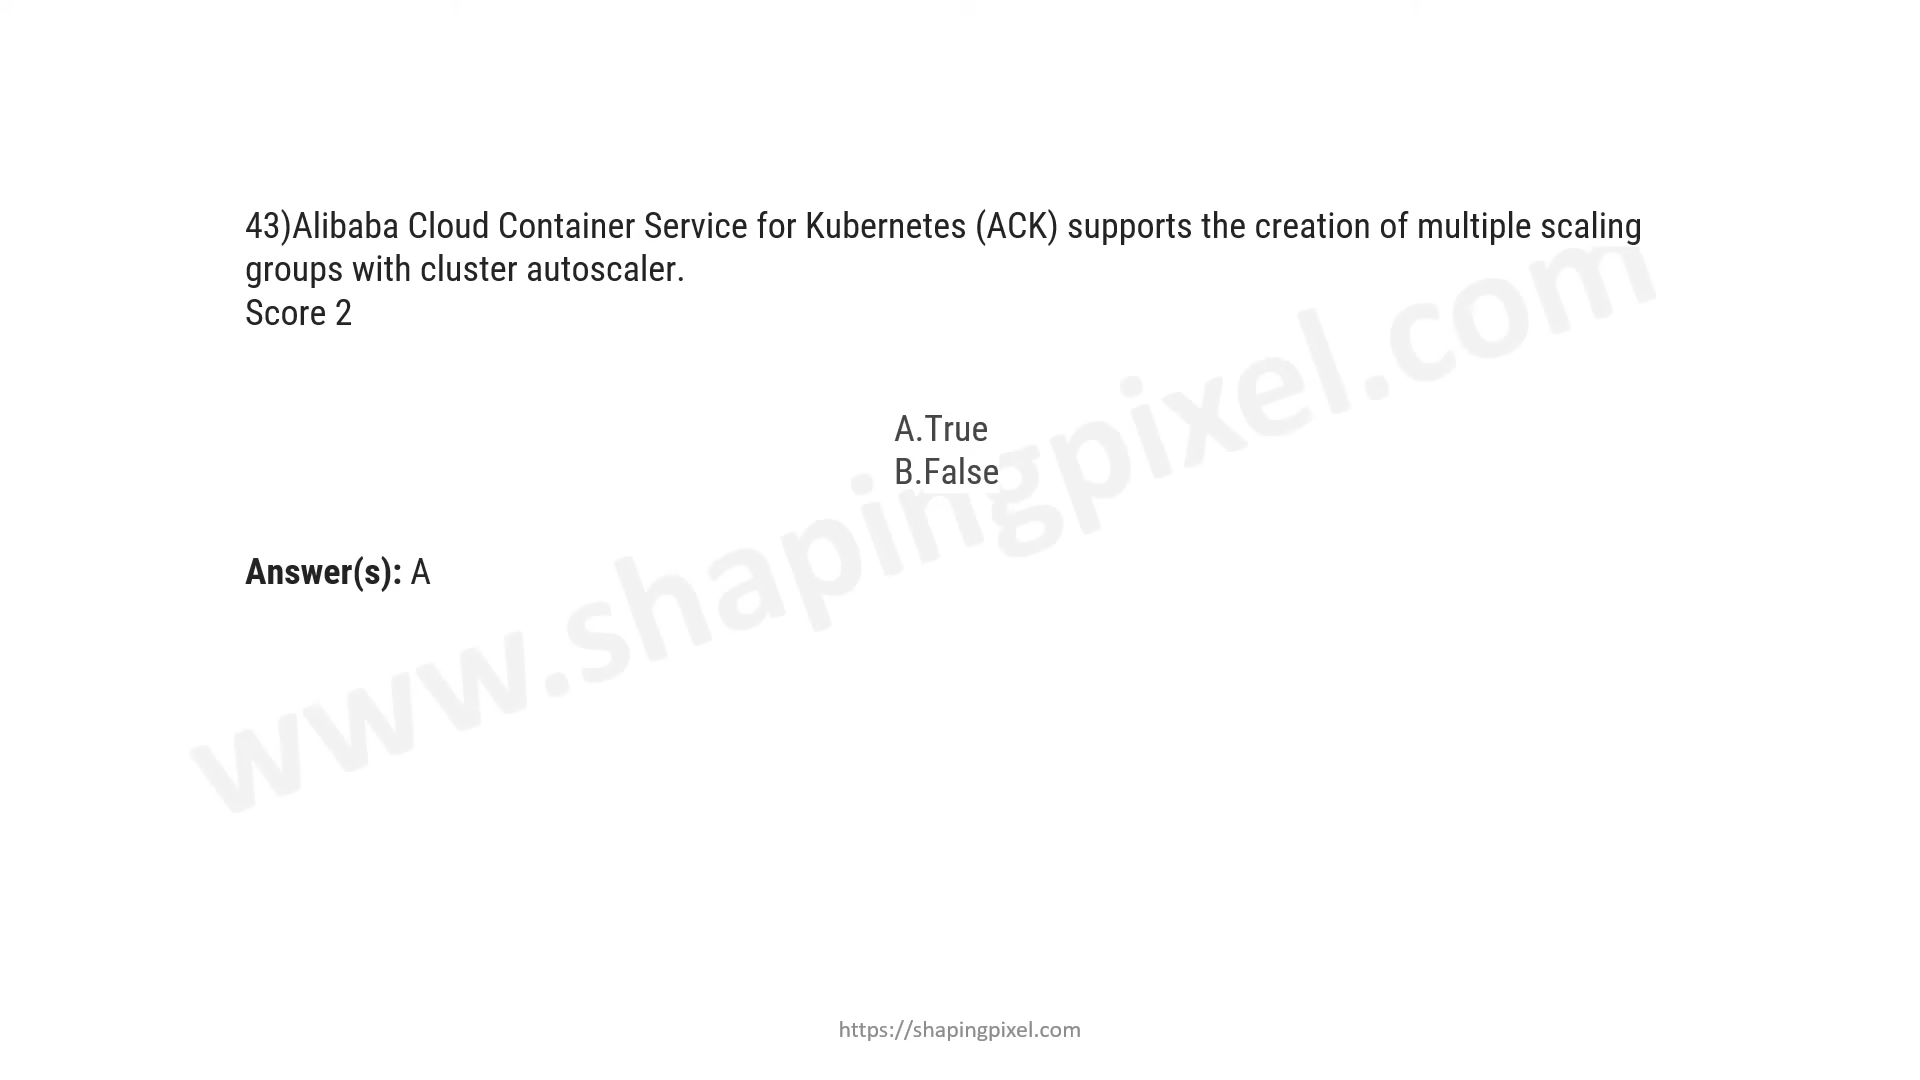 43)Alibaba Cloud Container Service for Kubernetes (ACK) supports the creation of multiple scaling
groups with cluster autoscaler.
Score 2
A.True
B.False
Answer(s): A
www.shapingpixel.com
https://shapingpixel.com